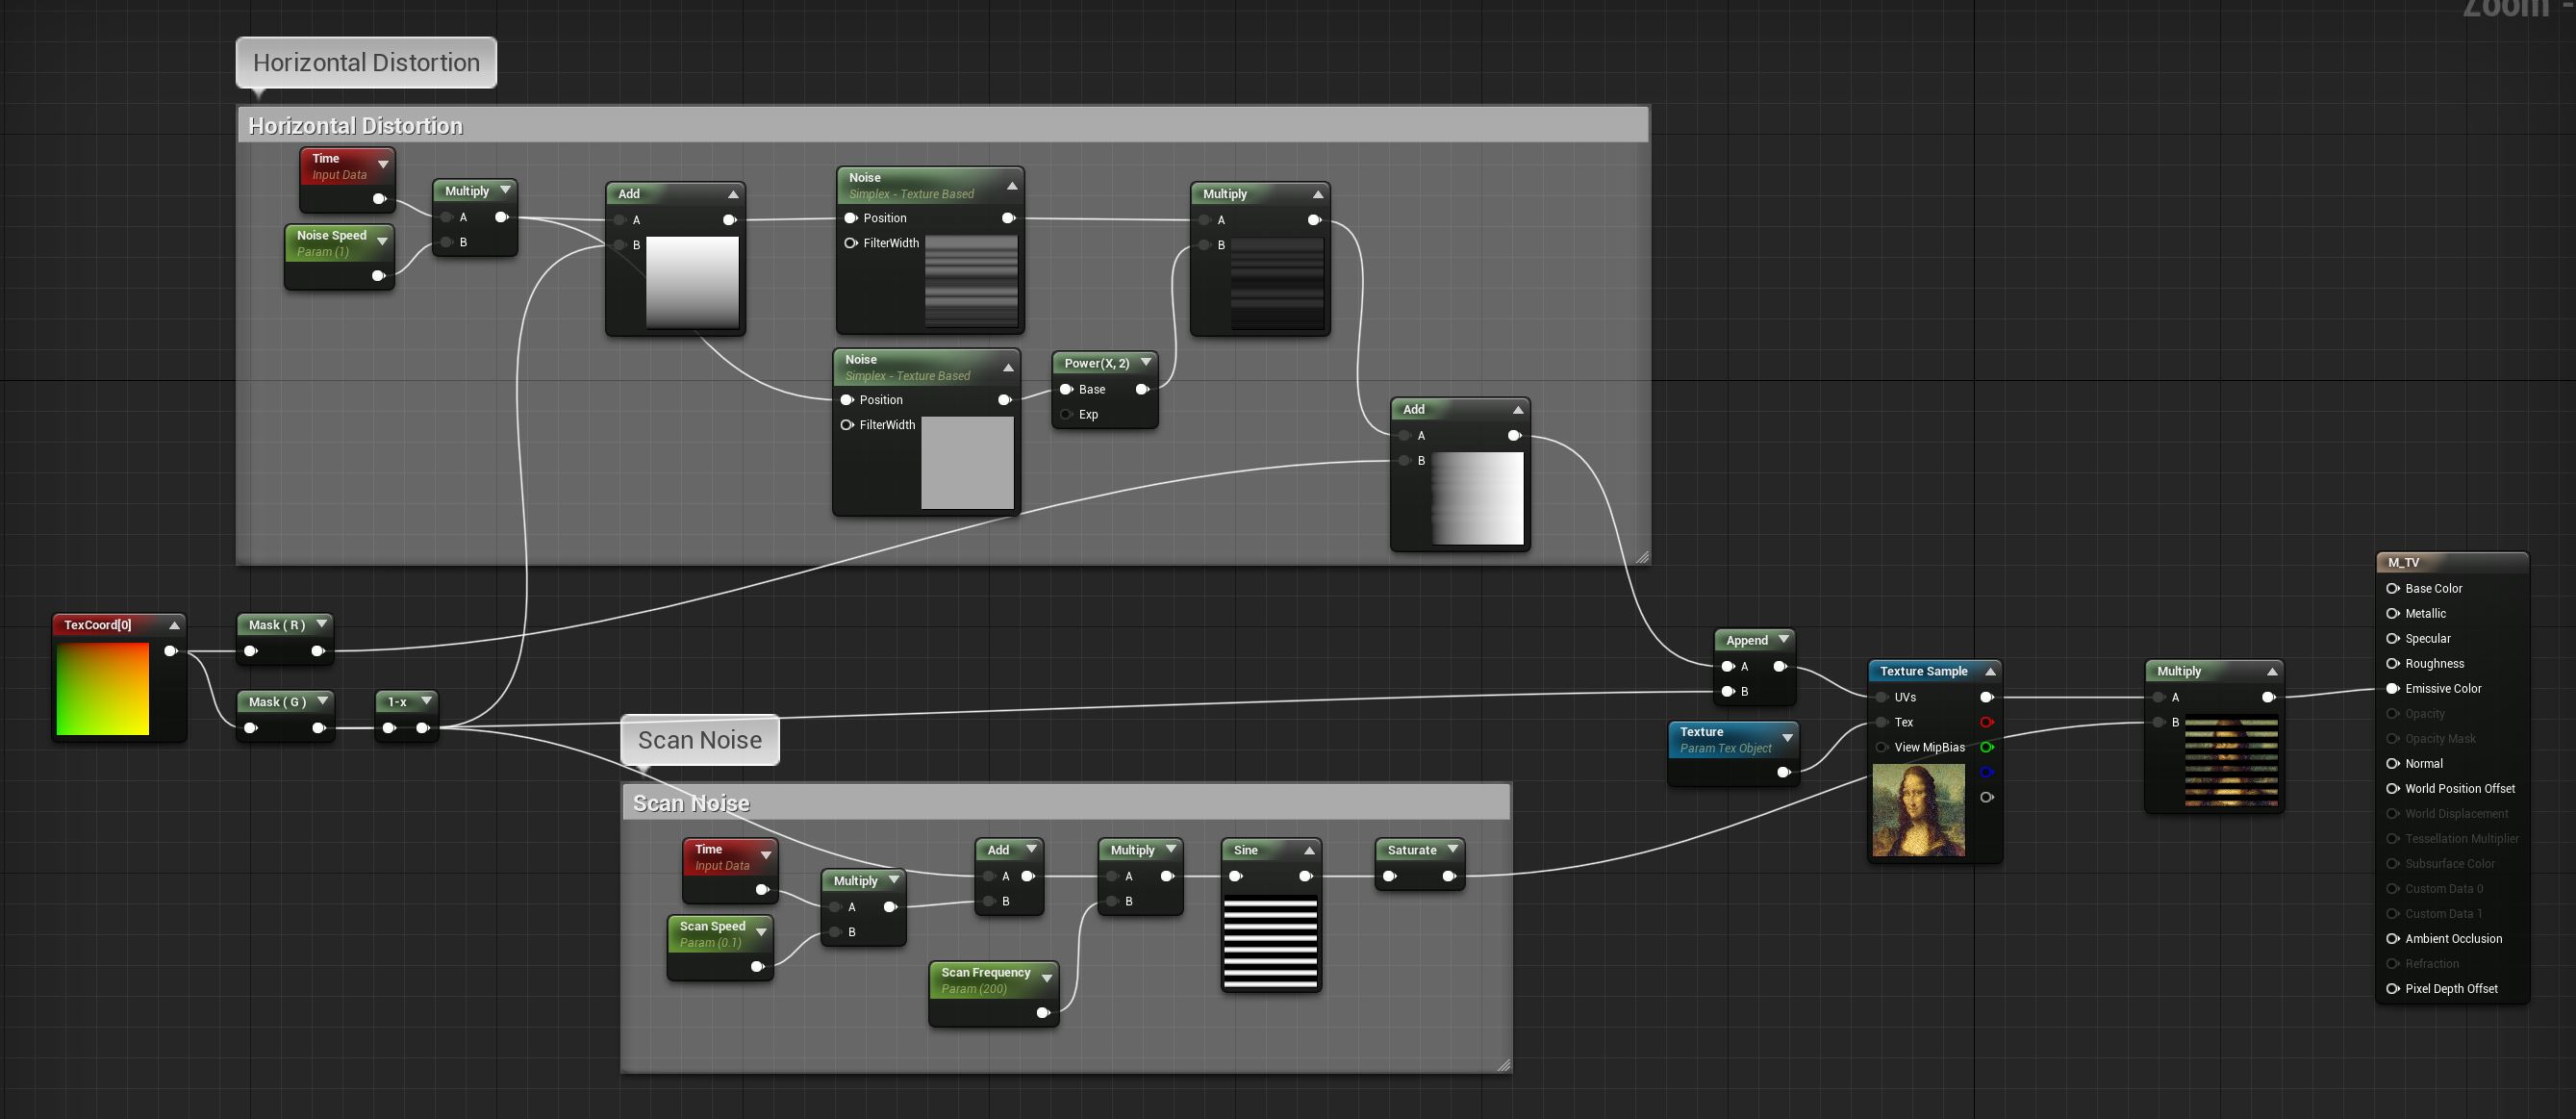 Zoom -
Horizontal Distortion
Horizontal Distortion
Time
Input Data
Noise Speed
Param (1)
Multiply
A
B
Add
A
B
Noise
Simplex - Texture Based
Position
FilterWidth
Noise
Simplex - Texture Based
Position
FilterWidth
Power(X, 2)
Base
Exp
Multiply
A
B
Add
A
B
TexCoord[0]
Mask ( R )
Mask ( G )
1-x
Scan Noise
Scan Noise
Time
Input Data
Scan Speed
Param (0.1)
Multiply
A
B
Add
A
B
Scan Frequency
Param (200)
Multiply
A
B
Sine
Saturate
Append
A
B
Texture
Param Tex Object
Texture Sample
UVs
Tex
View MipBias
Multiply
A
B
M_TV
Base Color
Metallic
Specular
Roughness
Emissive Color
Opacity
Opacity Mask
Normal
World Position Offset
World Displacement
Tessellation Multiplier
Subsurface Color
Custom Data 0
Custom Data 1
Ambient Occlusion
Refraction
Pixel Depth Offset